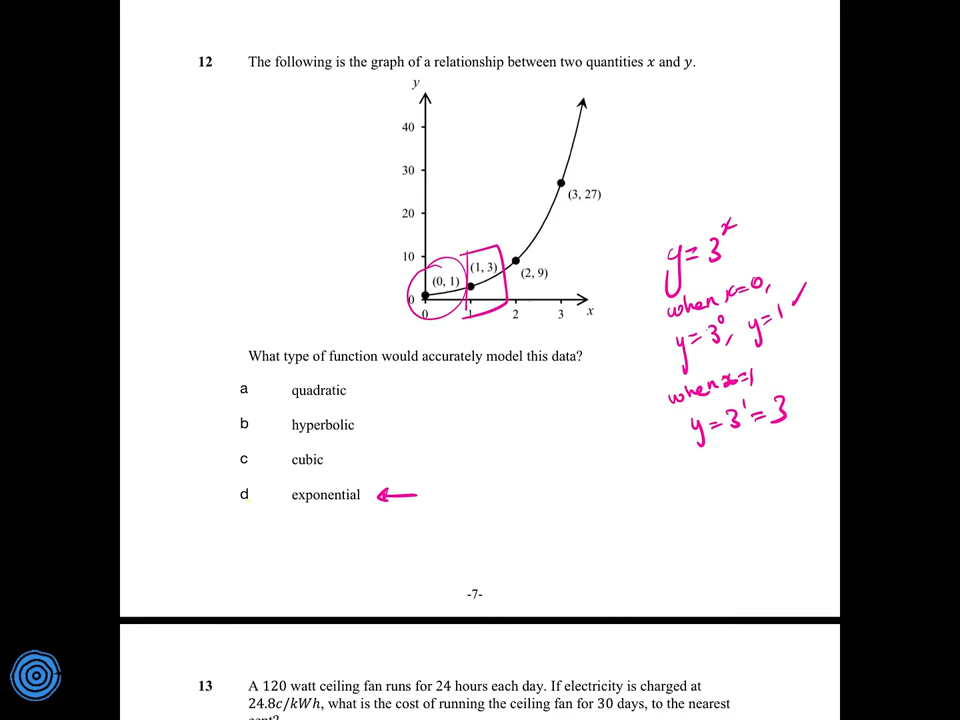 12 The following is the graph of a relationship between two quantities x and y.
y
40
30
20
10
0
(3, 27)
(1, 3)
(0, 1)
(2, 9)
0 1 2 3 x
y = 3^x
when x=0,
y = 3^0, y = 1 ✓
when x=1
y = 3^1 = 3
What type of function would accurately model this data?
a quadratic
b hyperbolic
c cubic
d exponential
-7-
13 A 120 watt ceiling fan runs for 24 hours each day. If electricity is charged at
24.8c/kWh, what is the cost of running the ceiling fan for 30 days, to the nearest
cent?